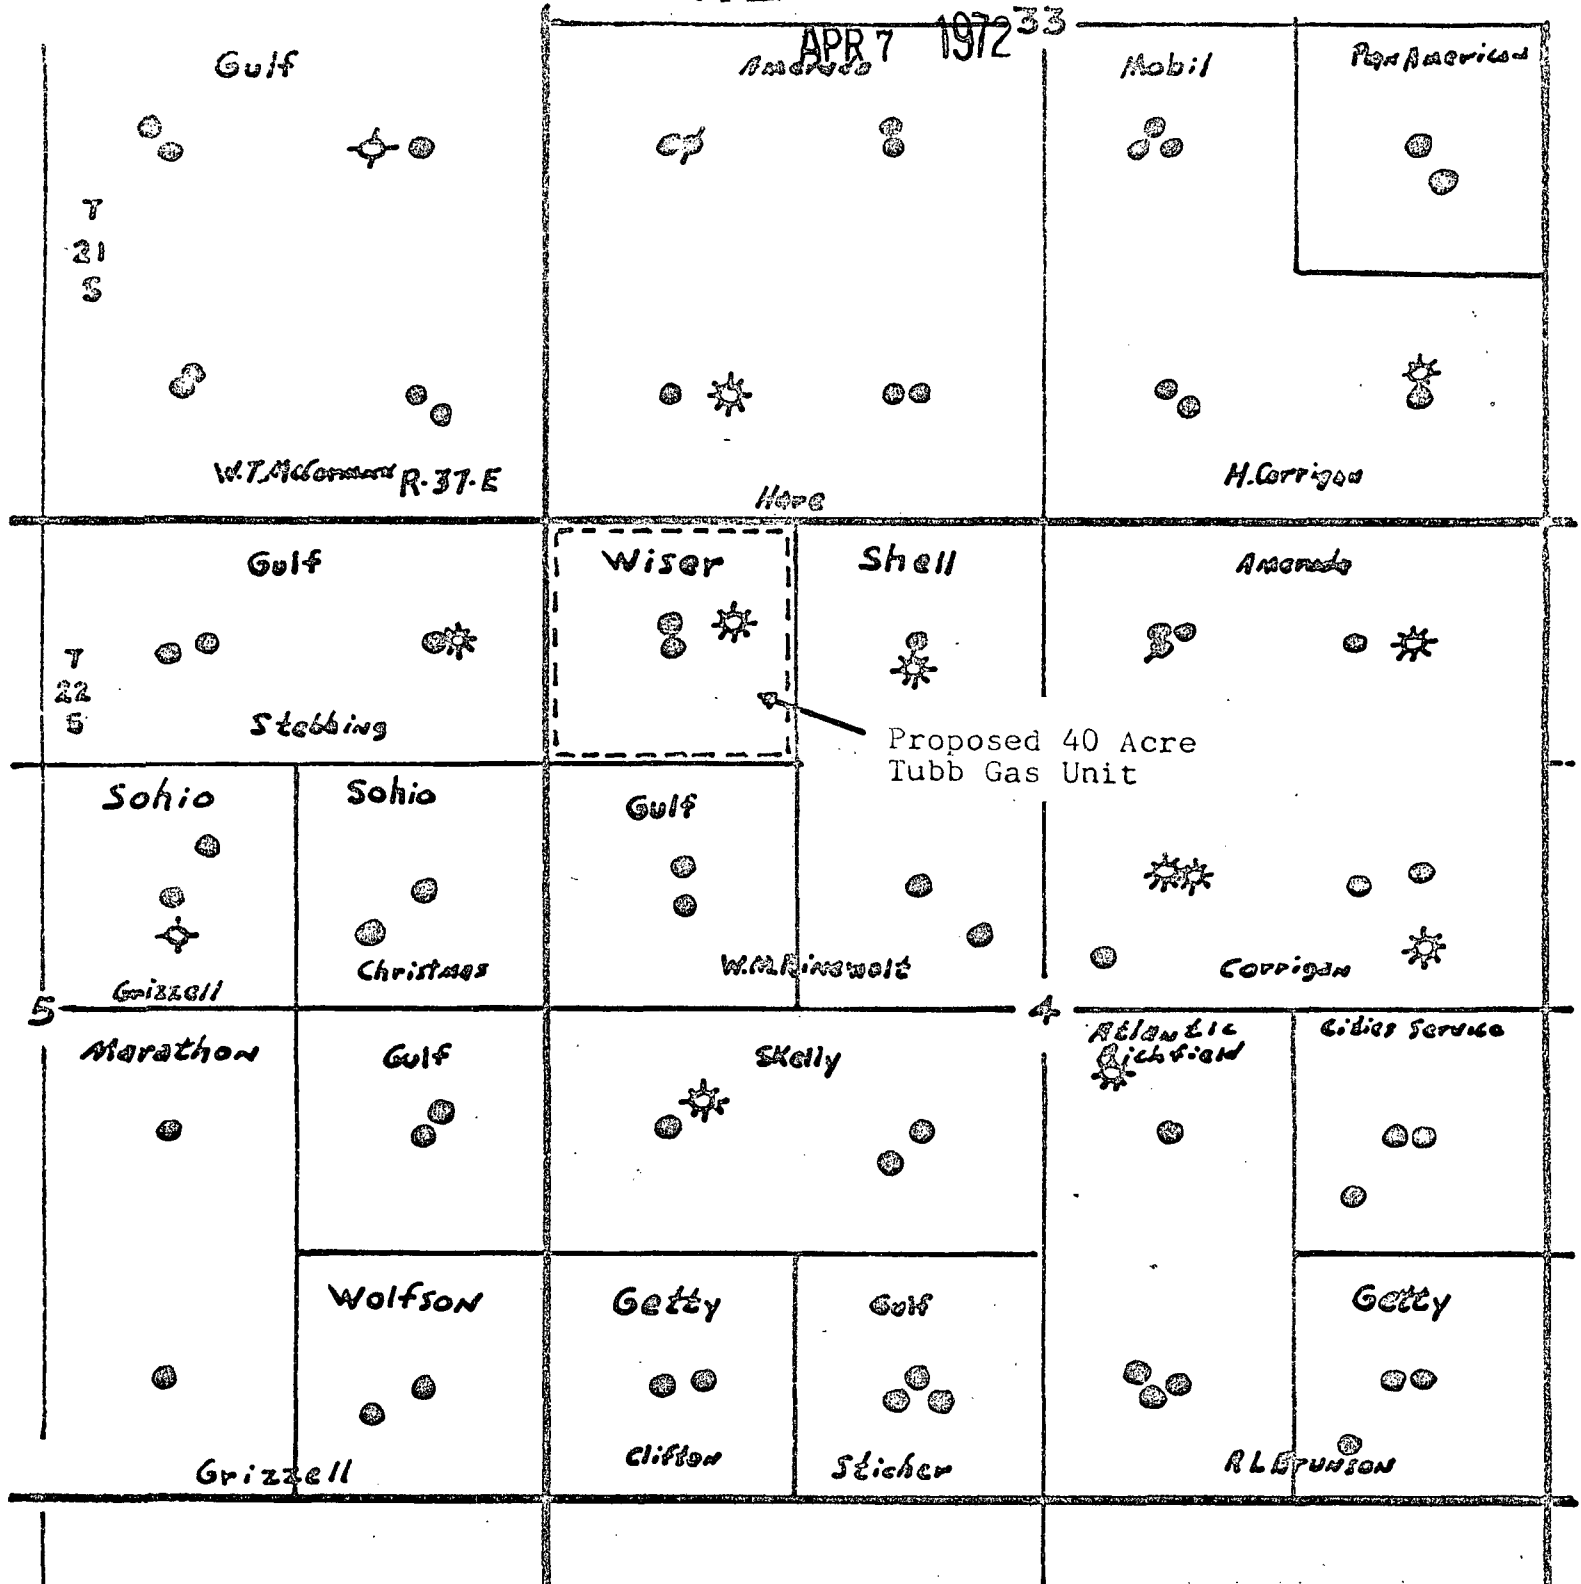 APR 7 1972
33
Gulf
Amerada
Mobil
Pan American
T
21
S
W.T. McCormack R-37-E
Hare
H. Corrigan
Gulf
Wiser
Shell
Amerada
T
22
S
Stebbing
Proposed 40 Acre
Tubb Gas Unit
Sohio
Sohio
Gulf
Grizzell
Christmas
W.M.
Corrigan
5
4
Marathon
Gulf
Skelly
Atlantic
Richfield
Cities Service
Wolfson
Getty
Gulf
Getty
Grizzell
Clifton
Sticher
R L Brunson